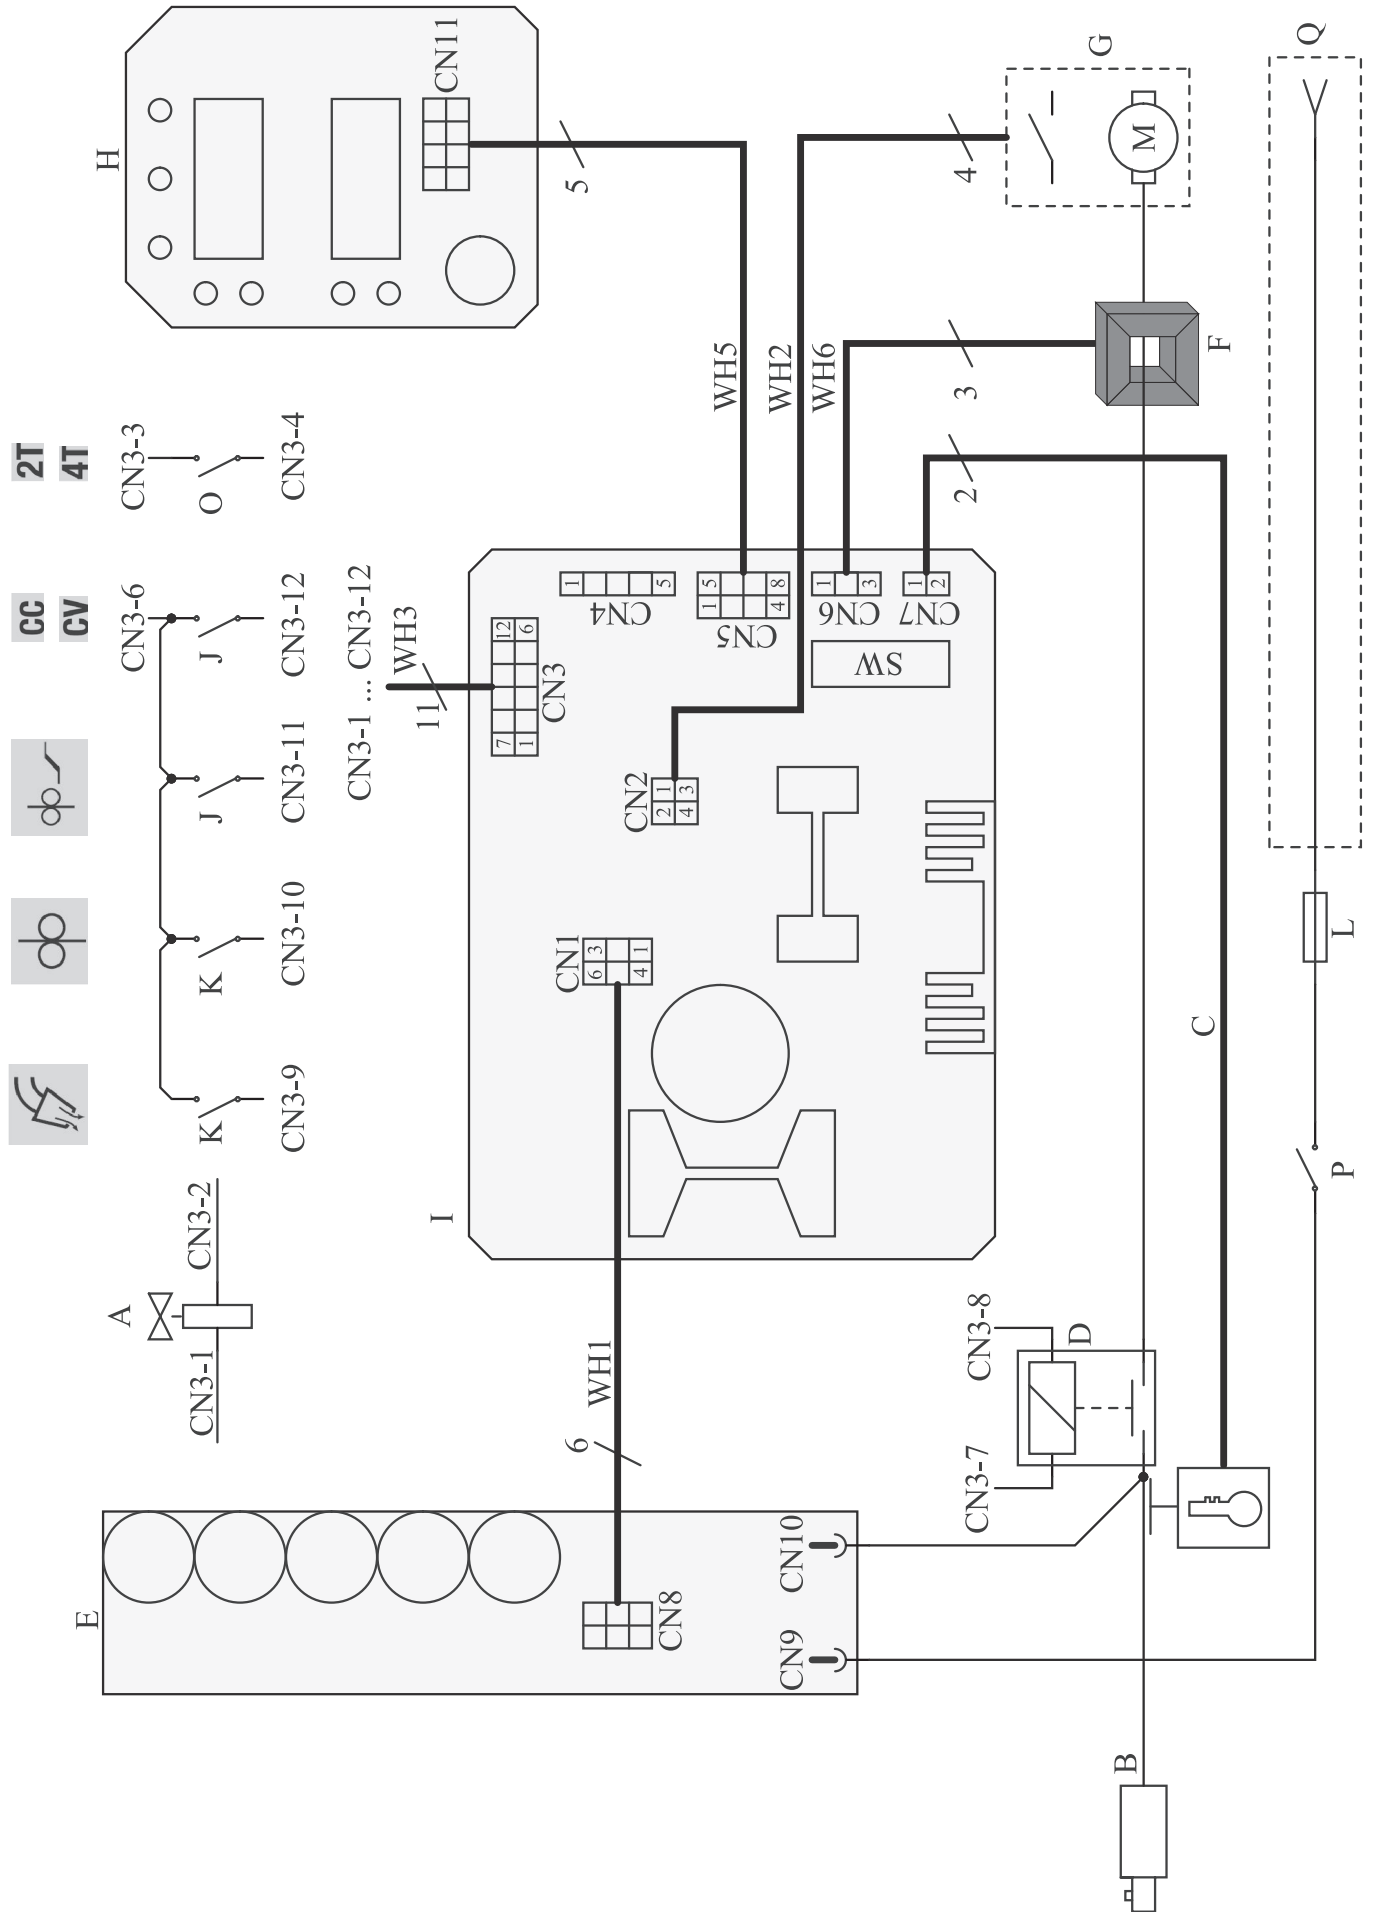 H
CN11
5
2T
4T
CN3-3
O
CN3-4
CC
CV
CN3-6
J
CN3-12
J
CN3-11
K
CN3-10
K
CN3-9
CN3-1 ... CN3-12
WH3
11
A
CN3-1
CN3-2
WH5
WH2
WH6
4
G
M
3
F
2
Q
I
7
12
1
6
CN3
1
5
CN4
1
5
4
8
CN5
1
3
CN6
1
2
CN7
SW
CN2
2
1
4
3
CN1
6
3
4
1
C
L
P
WH1
6
E
CN8
CN9
CN10
CN3-7
CN3-8
D
B